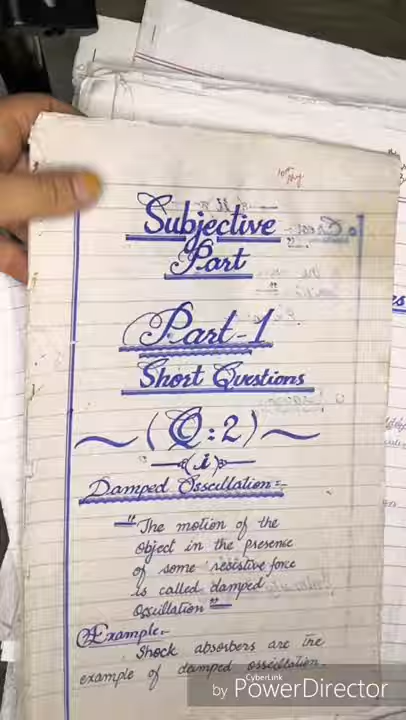 Subjective
Part
Part-1
Short Questions
(Q:2)
(i)
Damped Osscillation:-
"The motion of the
object in the presence
of some resistive force
is called damped
Oscillation"
Example:-
Shock absorbers are the
example of damped osscillation.
CyberLink
by PowerDirector